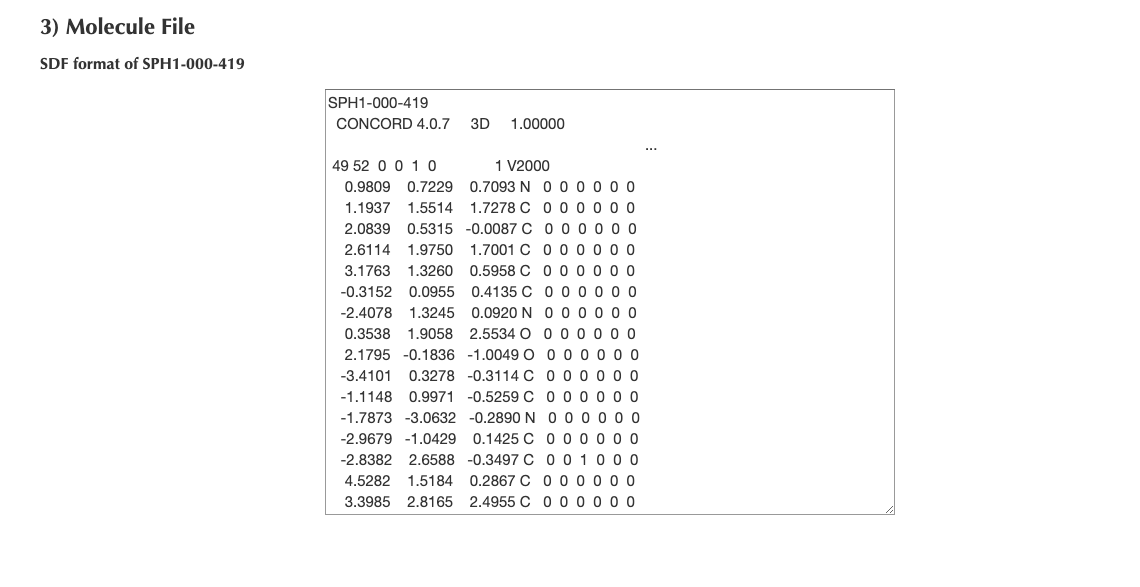 3) Molecule File
SDF format of SPH1-000-419
SPH1-000-419
CONCORD 4.0.7 3D 1.00000
...
49 52 0 0 1 0 1 V2000
0.9809 0.7229 0.7093 N 0 0 0 0 0 0
1.1937 1.5514 1.7278 C 0 0 0 0 0 0
2.0839 0.5315 -0.0087 C 0 0 0 0 0 0
2.6114 1.9750 1.7001 C 0 0 0 0 0 0
3.1763 1.3260 0.5958 C 0 0 0 0 0 0
-0.3152 0.0955 0.4135 C 0 0 0 0 0 0
-2.4078 1.3245 0.0920 N 0 0 0 0 0 0
0.3538 1.9058 2.5534 O 0 0 0 0 0 0
2.1795 -0.1836 -1.0049 O 0 0 0 0 0 0
-3.4101 0.3278 -0.3114 C 0 0 0 0 0 0
-1.1148 0.9971 -0.5259 C 0 0 0 0 0 0
-1.7873 -3.0632 -0.2890 N 0 0 0 0 0 0
-2.9679 -1.0429 0.1425 C 0 0 0 0 0 0
-2.8382 2.6588 -0.3497 C 0 0 1 0 0 0
4.5282 1.5184 0.2867 C 0 0 0 0 0 0
3.3985 2.8165 2.4955 C 0 0 0 0 0 0